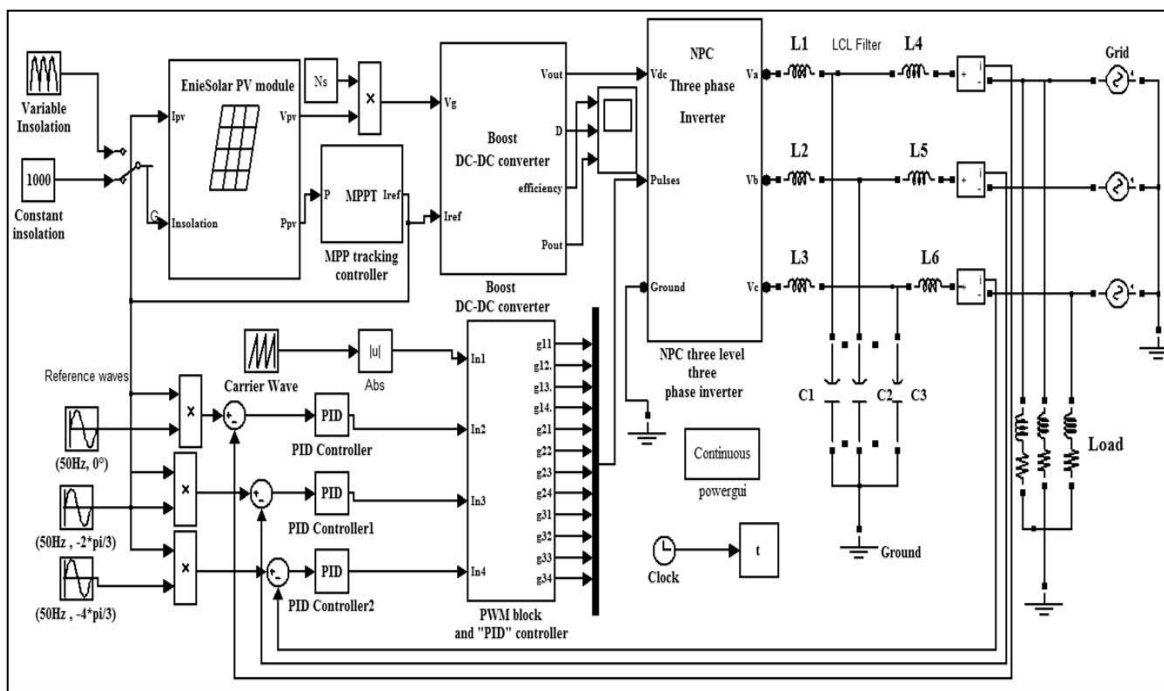 Variable
Insolation
1000
Constant
insolation
EnieSolar PV module
Ipv
Vpv
G
Insolation
Ppv
Ns
×
P
MPPT
Iref
MPP tracking
controller
Vg
Iref
Boost
DC-DC converter
Vout
D
efficiency
Pout
Boost
DC-DC converter
NPC
Three phase
Inverter
Vdc
Pulses
Ground
Va
Vb
Vc
NPC three level
three
phase inverter
L1
LCL Filter
L4
L2
L5
L3
L6
+
-
i
+
-
i
+
-
i
Grid
C1
C2
C3
Ground
Load
Continuous
powergui
Clock
t
Carrier Wave
|u|
Abs
Reference waves
(50Hz, 0°)
(50Hz , -2*pi/3)
(50Hz , -4*pi/3)
×
×
×
+-
+-
+-
PID
PID Controller
PID
PID Controller1
PID
PID Controller2
In1
In2
In3
In4
g11
g12.
g13.
g14.
g21
g22
g23
g24
g31
g32
g33
g34
PWM block
and "PID" controller